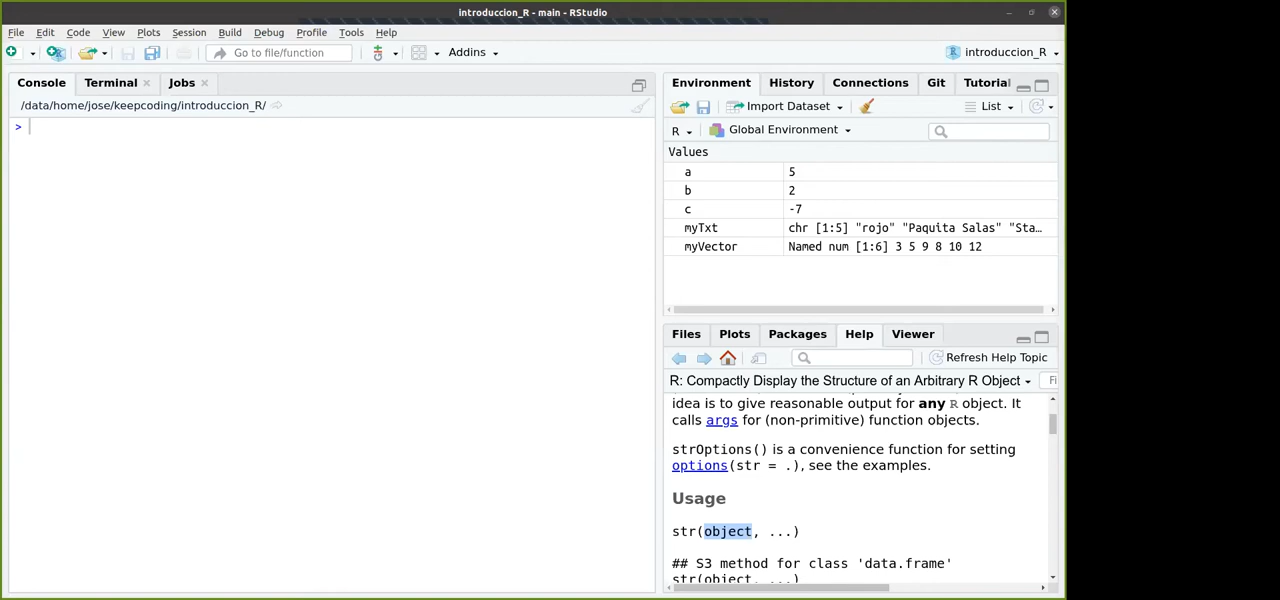 introduccion_R - main - RStudio
File Edit Code View Plots Session Build Debug Profile Tools Help
Go to file/function Addins introduccion_R
Console Terminal Jobs
/data/home/jose/keepcoding/introduccion_R/
>
Environment History Connections Git Tutorial
Import Dataset List
R Global Environment
Values
a 5
b 2
c -7
myTxt chr [1:5] "rojo" "Paquita Salas" "Sta…
myVector Named num [1:6] 3 5 9 8 10 12
Files Plots Packages Help Viewer
Refresh Help Topic
R: Compactly Display the Structure of an Arbitrary R Object Fi
idea is to give reasonable output for any R object. It
calls args for (non-primitive) function objects.
strOptions() is a convenience function for setting
options(str = .), see the examples.
Usage
str(object, ...)
## S3 method for class 'data.frame'
str(object, ...)